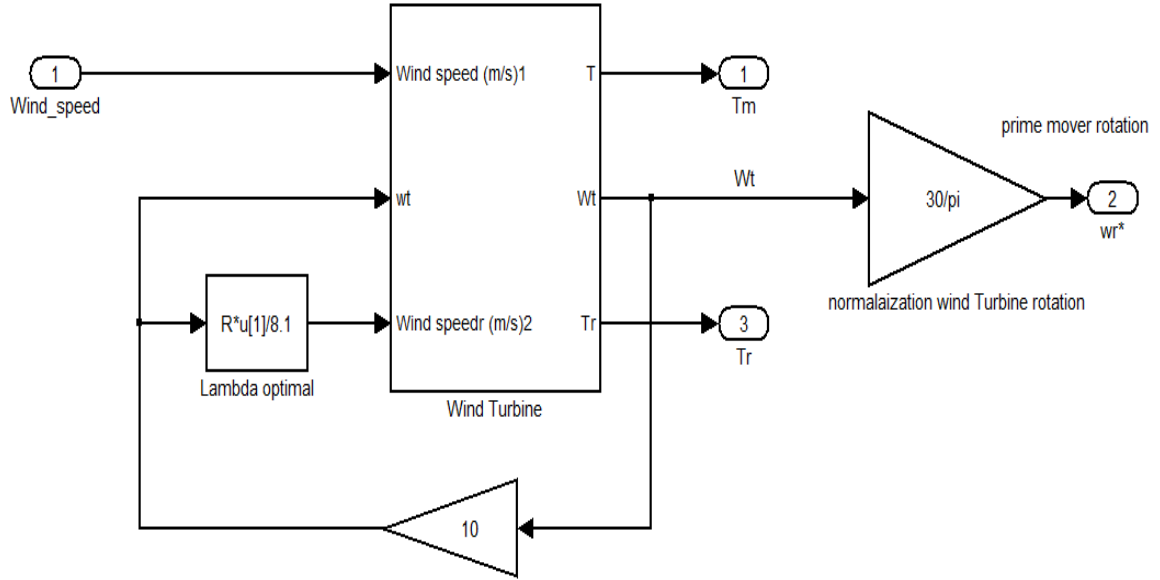 1
Wind_speed
Wind speed (m/s)1
T
1
Tm
prime mover rotation
wt
Wt
Wt
30/pi
2
wr*
normalaization wind Turbine rotation
R*u[1]/8.1
Lambda optimal
Wind speedr (m/s)2
Tr
3
Tr
Wind Turbine
10